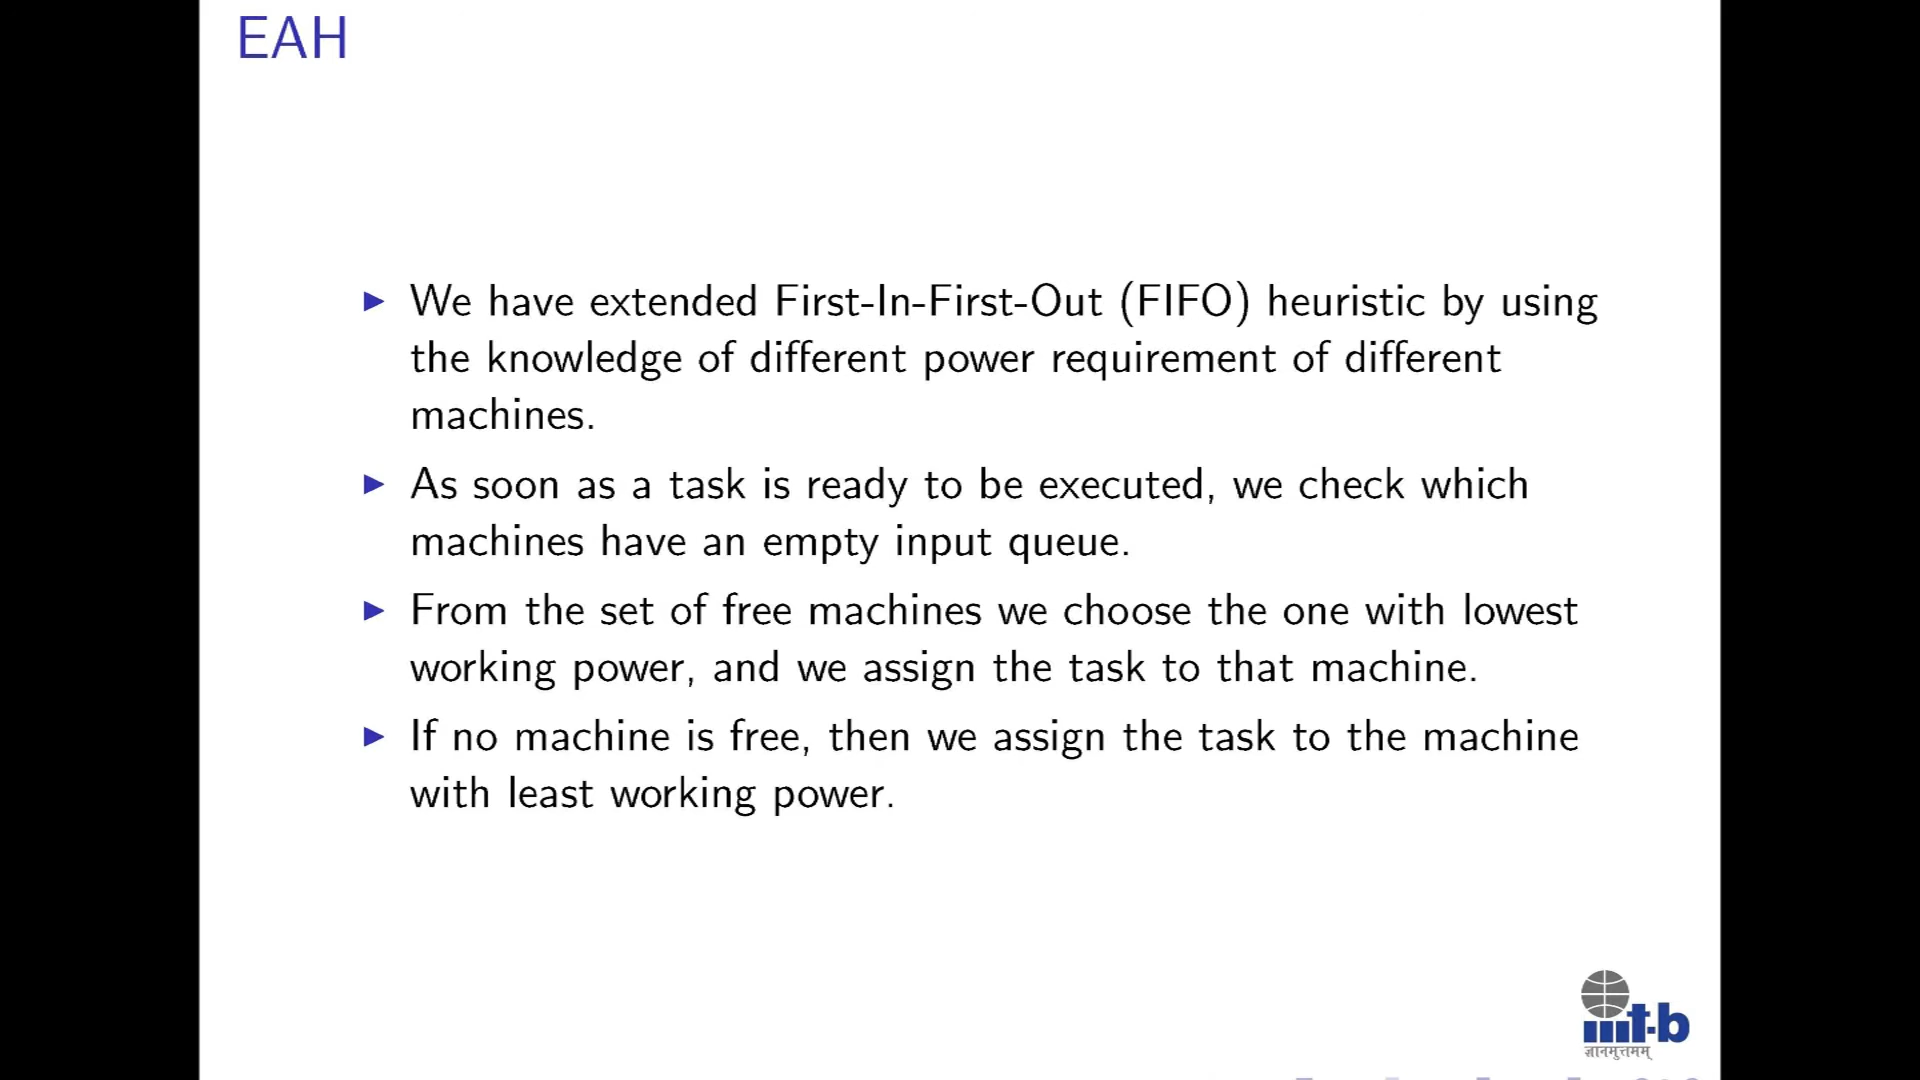 EAH
▶ We have extended First-In-First-Out (FIFO) heuristic by using
the knowledge of different power requirement of different
machines.
▶ As soon as a task is ready to be executed, we check which
machines have an empty input queue.
▶ From the set of free machines we choose the one with lowest
working power, and we assign the task to that machine.
▶ If no machine is free, then we assign the task to the machine
with least working power.
iiit-b
ज्ञानमुत्तमम्